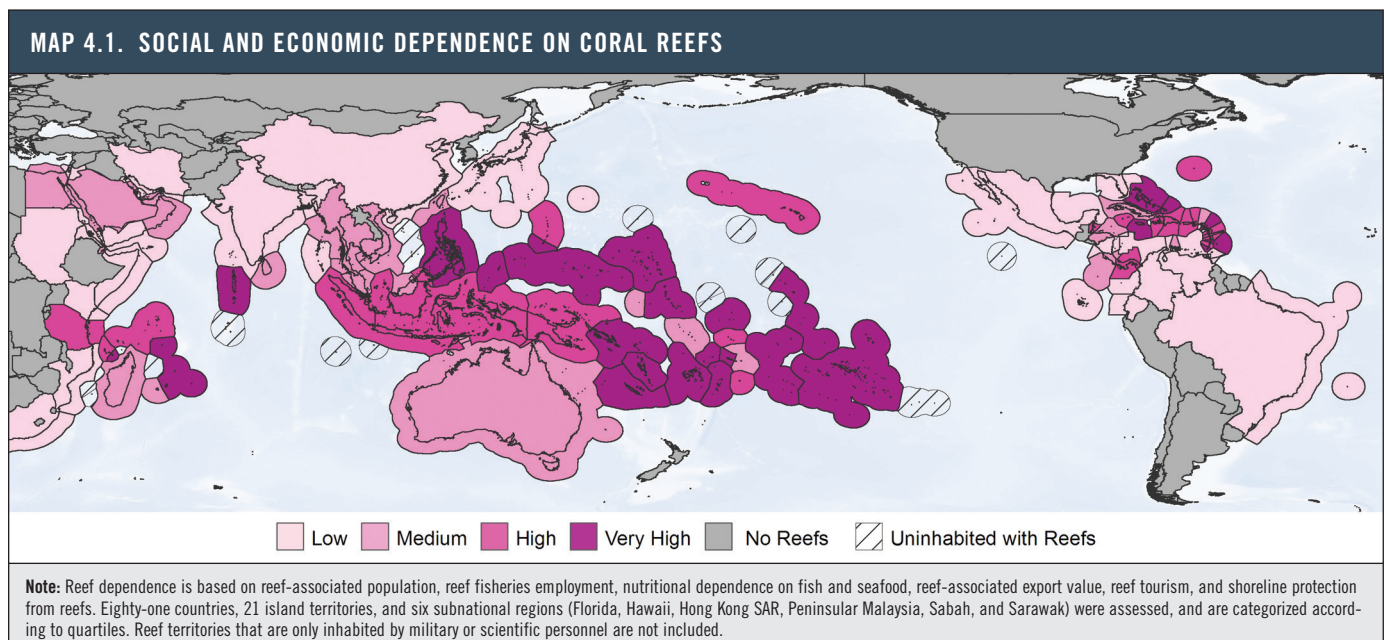 MAP 4.1. SOCIAL AND ECONOMIC DEPENDENCE ON CORAL REEFS
Low Medium High Very High No Reefs Uninhabited with Reefs
Note: Reef dependence is based on reef-associated population, reef fisheries employment, nutritional dependence on fish and seafood, reef-associated export value, reef tourism, and shoreline protection
from reefs. Eighty-one countries, 21 island territories, and six subnational regions (Florida, Hawaii, Hong Kong SAR, Peninsular Malaysia, Sabah, and Sarawak) were assessed, and are categorized accord-
ing to quartiles. Reef territories that are only inhabited by military or scientific personnel are not included.